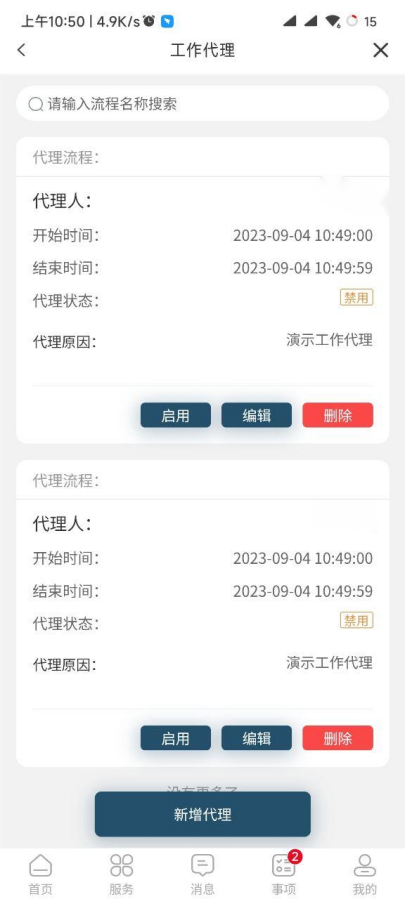 上午10:50 | 4.9K/s
15
工作代理
请输入流程名称搜索
代理流程:
代理人:
开始时间: 2023-09-04 10:49:00
结束时间: 2023-09-04 10:49:59
代理状态: 禁用
代理原因: 演示工作代理
启用 编辑 删除
代理流程:
代理人:
开始时间: 2023-09-04 10:49:00
结束时间: 2023-09-04 10:49:59
代理状态: 禁用
代理原因: 演示工作代理
启用 编辑 删除
没有更多了
新增代理
2
首页 服务 消息 事项 我的